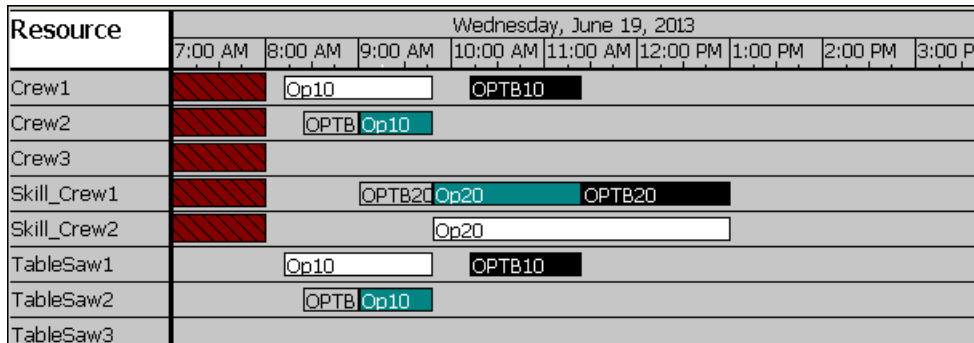 Resource
Wednesday, June 19, 2013
7:00 AM 8:00 AM 9:00 AM 10:00 AM 11:00 AM 12:00 PM 1:00 PM 2:00 PM 3:00 P
Crew1 Op10 OPTB10
Crew2 OPTB Op10
Crew3
Skill_Crew1 OPTB20 Op20 OPTB20
Skill_Crew2 Op20
TableSaw1 Op10 OPTB10
TableSaw2 OPTB Op10
TableSaw3